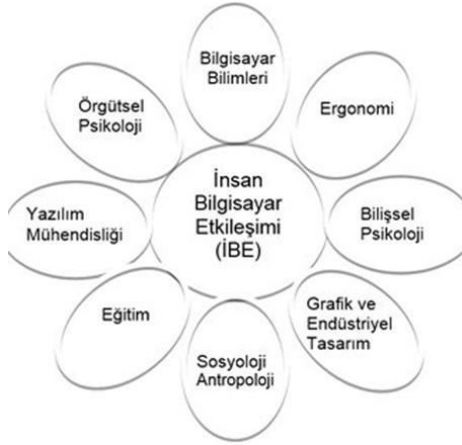 Bilgisayar
Bilimleri
Örgütsel
Psikoloji
Ergonomi
İnsan
Bilgisayar
Etkileşimi
(İBE)
Yazılım
Mühendisliği
Bilişsel
Psikoloji
Eğitim
Grafik ve
Endüstriyel
Tasarım
Sosyoloji
Antropoloji